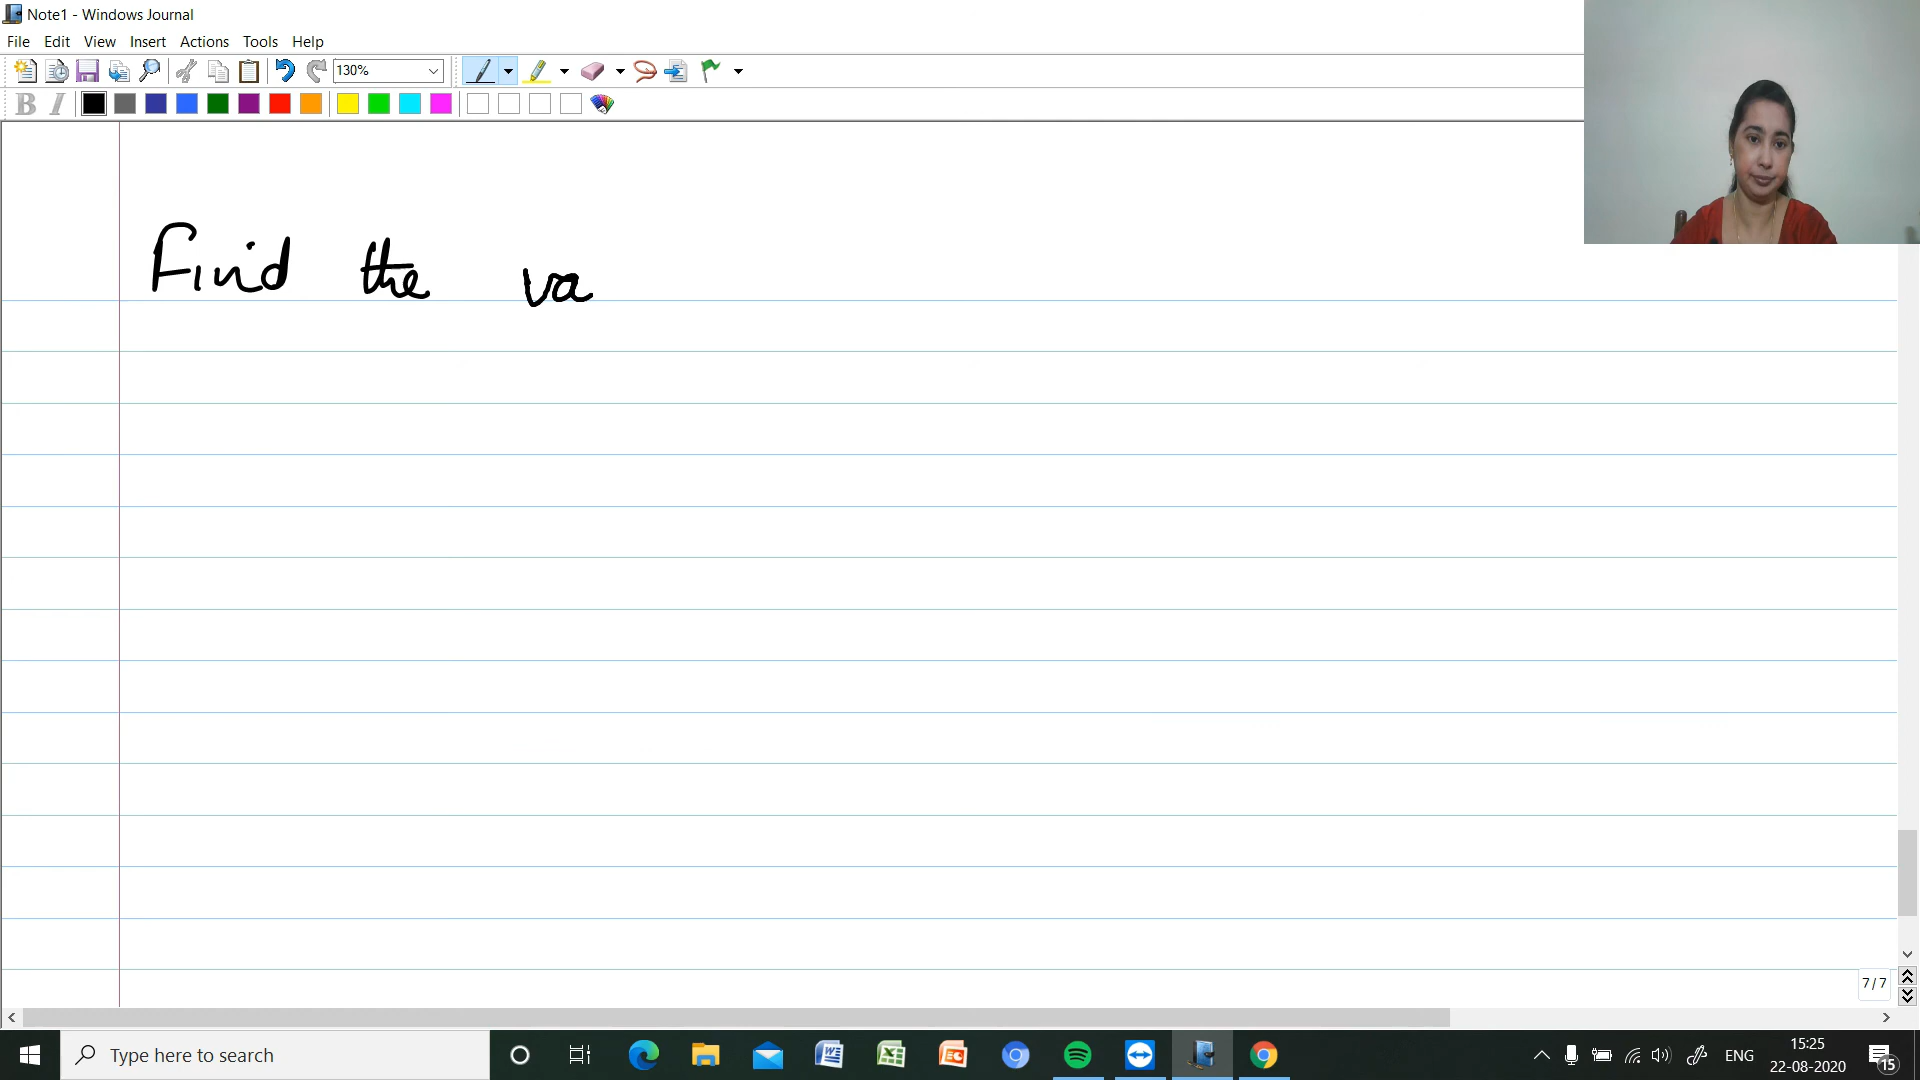 Note1 - Windows Journal
File Edit View Insert Actions Tools Help
130%
B I
Find the va
7/7
Type here to search
ENG
15:25
22-08-2020
15